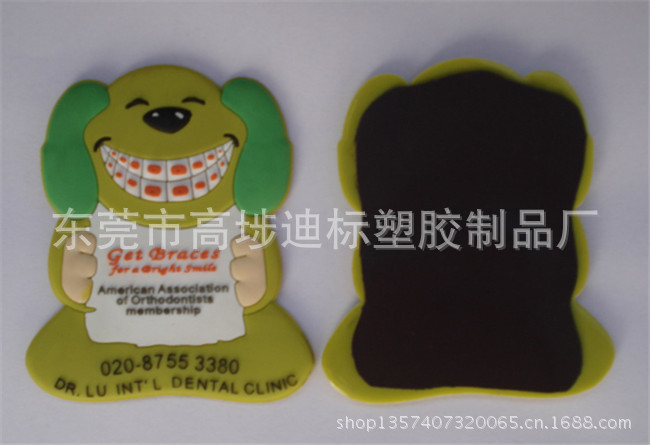 东莞市高埗迪标塑胶制品厂
Get Braces
for a Bright Smile
American Association
of Orthodontists
membership
020-8755 3380
DR. LU INT'L DENTAL CLINIC
shop1357407320065.cn.1688.com